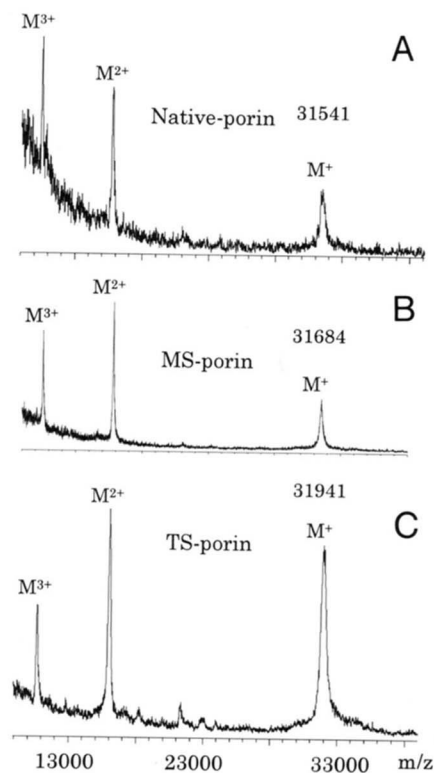 M3+
A
M2+
Native-porin 31541
M+
M2+
B
M3+
31684
MS-porin
M+
31941
M2+
M+
C
TS-porin
M3+
13000 23000 33000 m/z